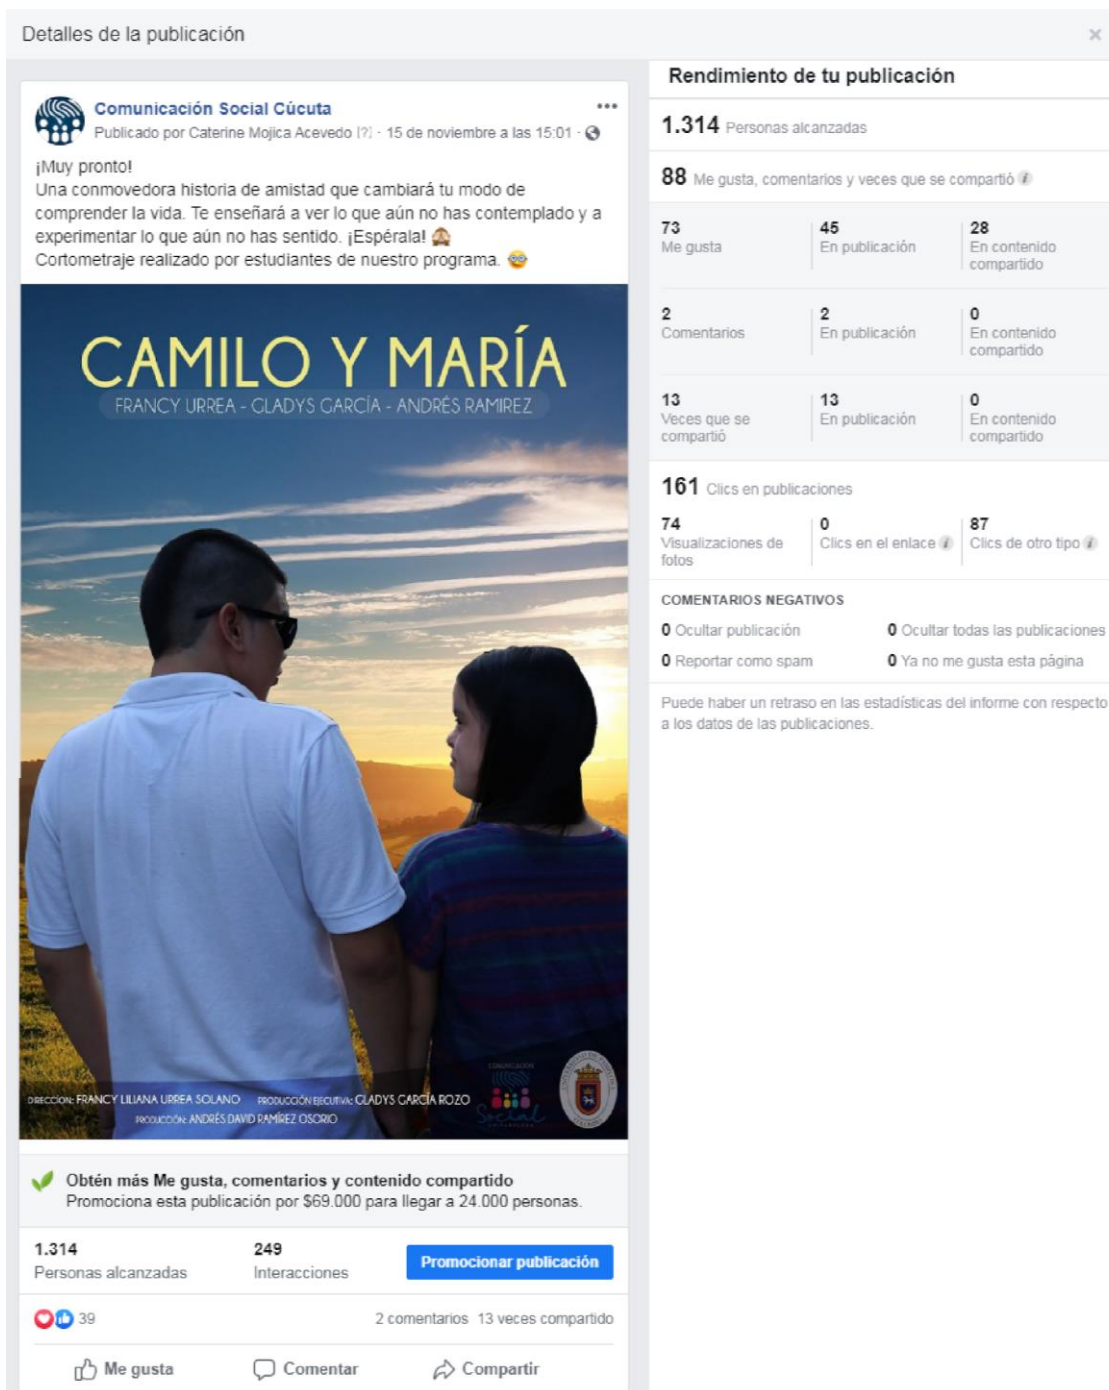 Detalles de la publicación
Comunicación Social Cúcuta
Publicado por Caterine Mojica Acevedo [?] · 15 de noviembre a las 15:01 ·
¡Muy pronto!
Una conmovedora historia de amistad que cambiará tu modo de
comprender la vida. Te enseñará a ver lo que aún no has contemplado y a
experimentar lo que aún no has sentido. ¡Espérala! 🙈
Cortometraje realizado por estudiantes de nuestro programa. 🤓
CAMILO Y MARÍA
FRANCY URREA - GLADYS GARCÍA - ANDRÉS RAMIREZ
DIRECCIÓN: FRANCY LILIANA URREA SOLANO PRODUCCIÓN EJECUTIVA: GLADYS GARCÍA ROZO
PRODUCCIÓN: ANDRÉS DAVID RAMÍREZ OSORIO
COMUNICACIÓN
Social
Obtén más Me gusta, comentarios y contenido compartido
Promociona esta publicación por $69.000 para llegar a 24.000 personas.
1.314 249
Personas alcanzadas Interacciones
Promocionar publicación
39 2 comentarios 13 veces compartido
Me gusta Comentar Compartir
Rendimiento de tu publicación
1.314 Personas alcanzadas
88 Me gusta, comentarios y veces que se compartió
73 45 28
Me gusta En publicación En contenido
compartido
2 2 0
Comentarios En publicación En contenido
compartido
13 13 0
Veces que se En publicación En contenido
compartió compartido
161 Clics en publicaciones
74 0 87
Visualizaciones de Clics en el enlace Clics de otro tipo
fotos
COMENTARIOS NEGATIVOS
0 Ocultar publicación 0 Ocultar todas las publicaciones
0 Reportar como spam 0 Ya no me gusta esta página
Puede haber un retraso en las estadísticas del informe con respecto
a los datos de las publicaciones.